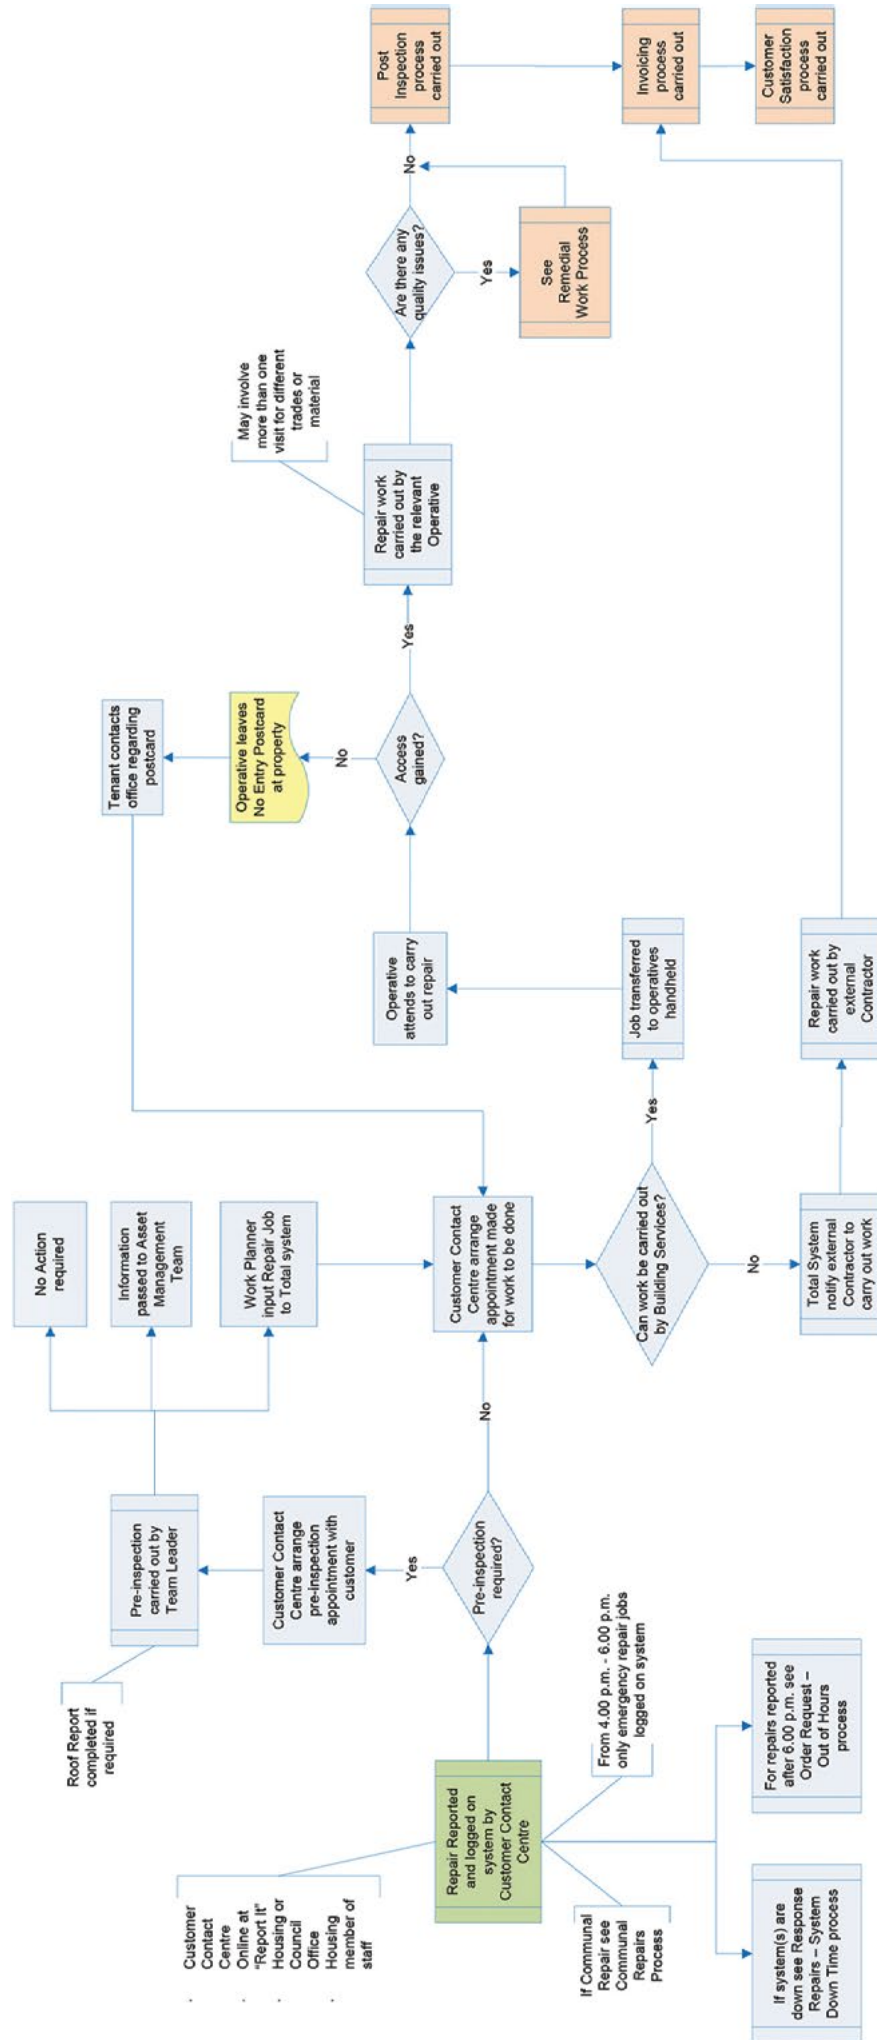 Customer
Contact
Centre
Online at
"Report It"
Housing or
Council
Office
Housing
member of
staff
Repair Reported
and logged on
system by
Customer Contact
Centre
If Communal
Repair see
Communal
Repairs
Process
From 4.00 p.m. - 6.00 p.m.
only emergency repair jobs
logged on system
If system(s) are
down see Response
Repairs – System
Down Time process
For repairs reported
after 6.00 p.m. see
Order Request –
Out of Hours
process
Pre-inspection
required?
Yes
No
Customer Contact
Centre arrange
pre-inspection
appointment with
customer
Pre-inspection
carried out by
Team Leader
Roof Report
completed if
required
No Action
required
Information
passed to Asset
Management
Team
Work Planner
input Repair Job
to Total system
Customer Contact
Centre arrange
appointment made
for work to be done
Can work be carried out
by Building Services?
Yes
No
Total System
notify external
Contractor to
carry out work
Repair work
carried out by
external
Contractor
Job transferred
to operatives
handheld
Operative
attends to carry
out repair
Access
gained?
No
Yes
Operative leaves
No Entry Postcard
at property
Tenant contacts
office regarding
postcard
Repair work
carried out by
the relevant
Operative
May involve
more than one
visit for different
trades or
material
Are there any
quality issues?
Yes
No
See
Remedial
Work Process
Post
Inspection
process
carried out
Invoicing
process
carried out
Customer
Satisfaction
process
carried out